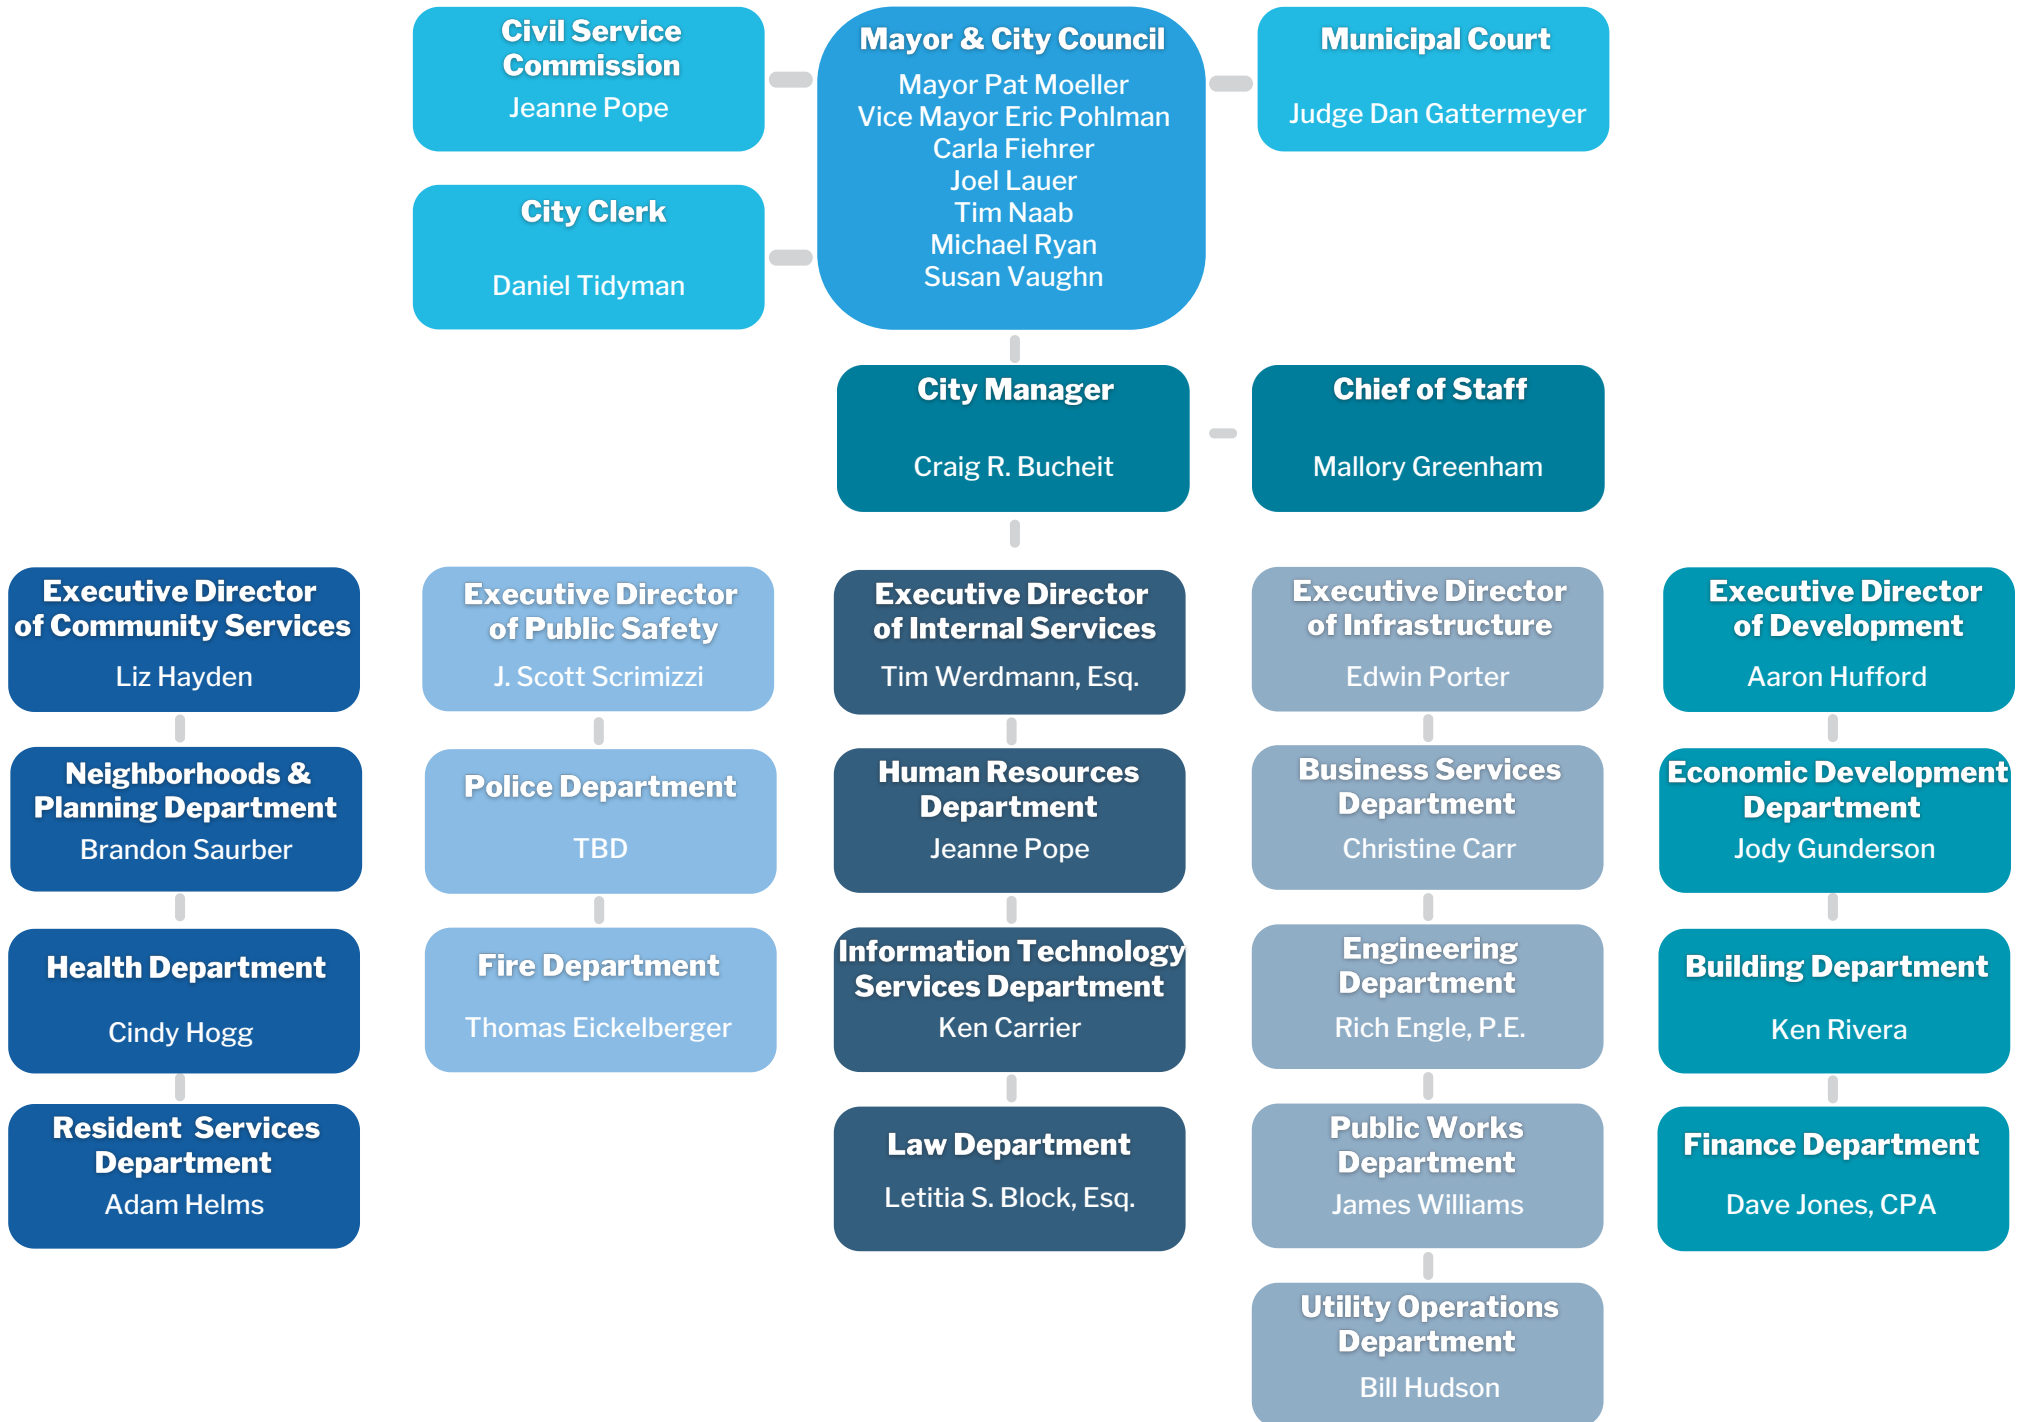 Civil Service
Commission
Jeanne Pope
Mayor & City Council
Mayor Pat Moeller
Vice Mayor Eric Pohlman
Carla Fiehrer
Joel Lauer
Tim Naab
Michael Ryan
Susan Vaughn
Municipal Court
Judge Dan Gattermeyer
City Clerk
Daniel Tidyman
City Manager
Craig R. Bucheit
Chief of Staff
Mallory Greenham
Executive Director
of Community Services
Liz Hayden
Neighborhoods &
Planning Department
Brandon Saurber
Health Department
Cindy Hogg
Resident Services
Department
Adam Helms
Executive Director
of Public Safety
J. Scott Scrimizzi
Police Department
TBD
Fire Department
Thomas Eickelberger
Executive Director
of Internal Services
Tim Werdmann, Esq.
Human Resources
Department
Jeanne Pope
Information Technology
Services Department
Ken Carrier
Law Department
Letitia S. Block, Esq.
Executive Director
of Infrastructure
Edwin Porter
Business Services
Department
Christine Carr
Engineering
Department
Rich Engle, P.E.
Public Works
Department
James Williams
Utility Operations
Department
Bill Hudson
Executive Director
of Development
Aaron Hufford
Economic Development
Department
Jody Gunderson
Building Department
Ken Rivera
Finance Department
Dave Jones, CPA